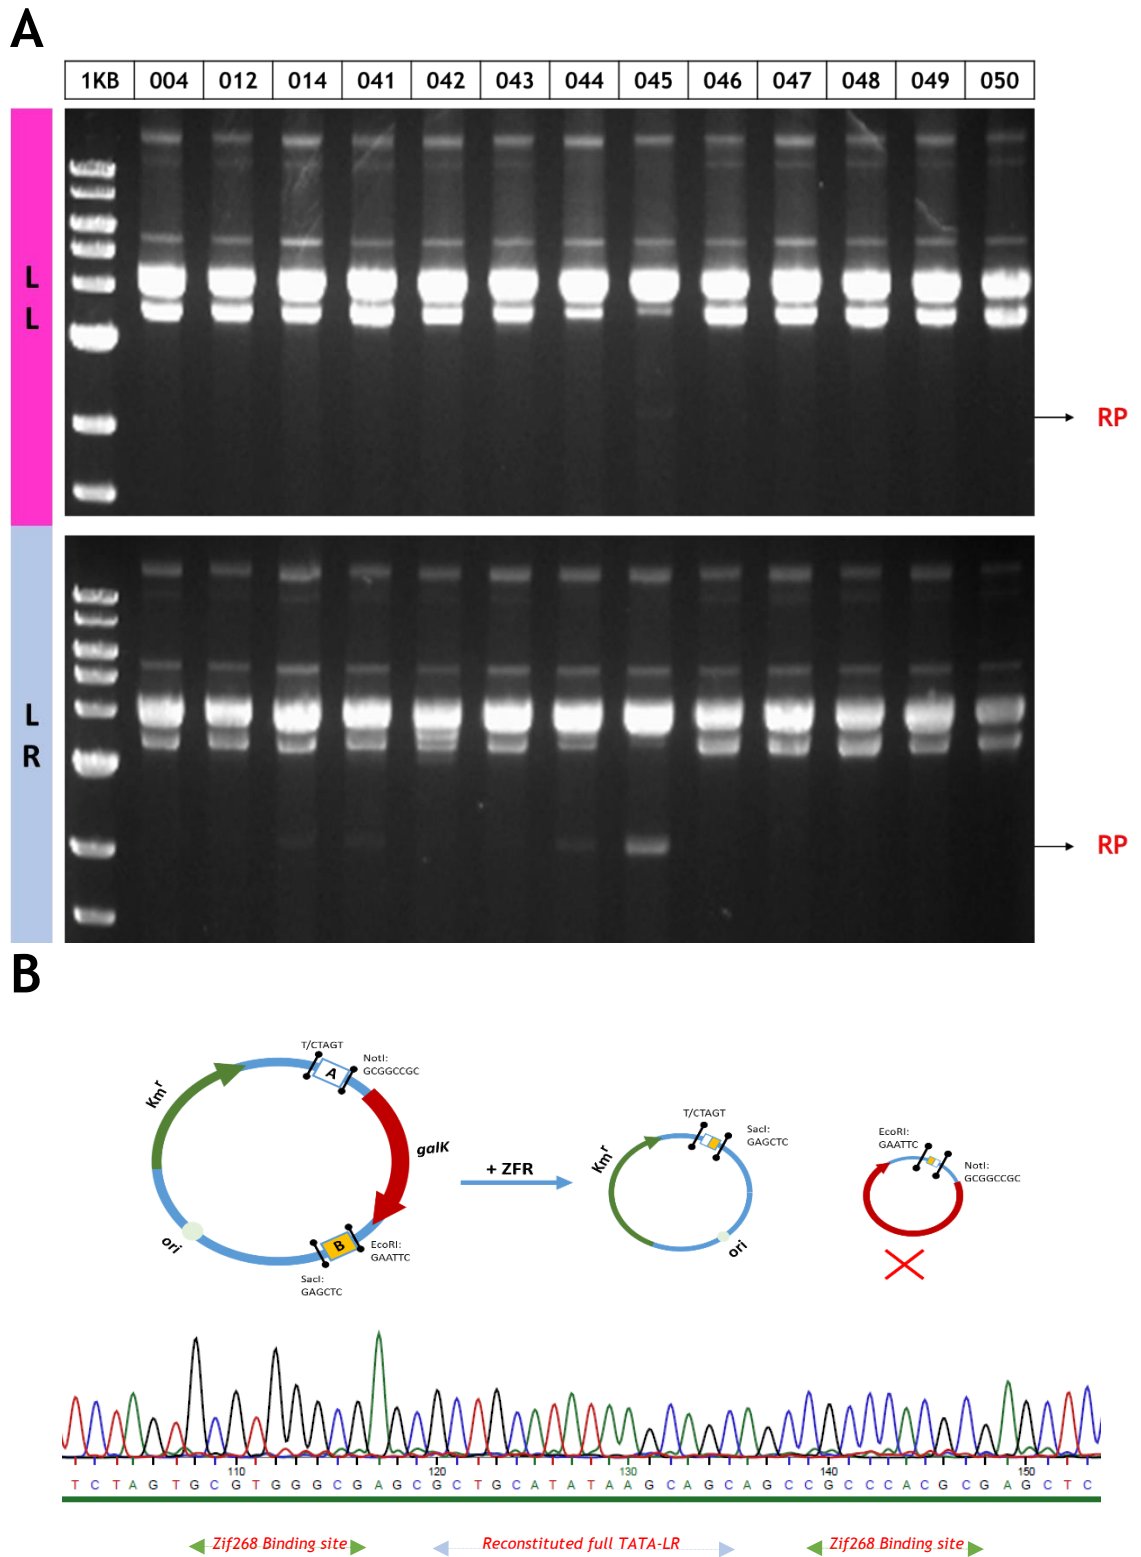 A
1KB 004 012 014 041 042 043 044 045 046 047 048 049 050
L
L
RP
L
R
RP
B
T/CTAGT
NotI:
GCGGCCGC
A
Kmr
galK
ori
B
EcoRI:
GAATTC
SacI:
GAGCTC
+ ZFR
T/CTAGT
SacI:
GAGCTC
Kmr
ori
EcoRI:
GAATTC
NotI:
GCGGCCGC
110 120 130 140 150
T C T A G T G C G T G G G C G A G C G C T G C A T A T A A G C A G C A G C C G C C C A C G C G A G C T C
Zif268 Binding site
Reconstituted full TATA-LR
Zif268 Binding site